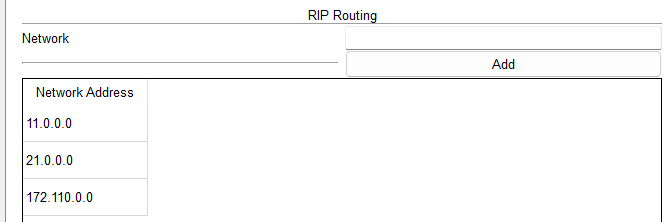 RIP Routing
Network
Add
Network Address
11.0.0.0
21.0.0.0
172.110.0.0